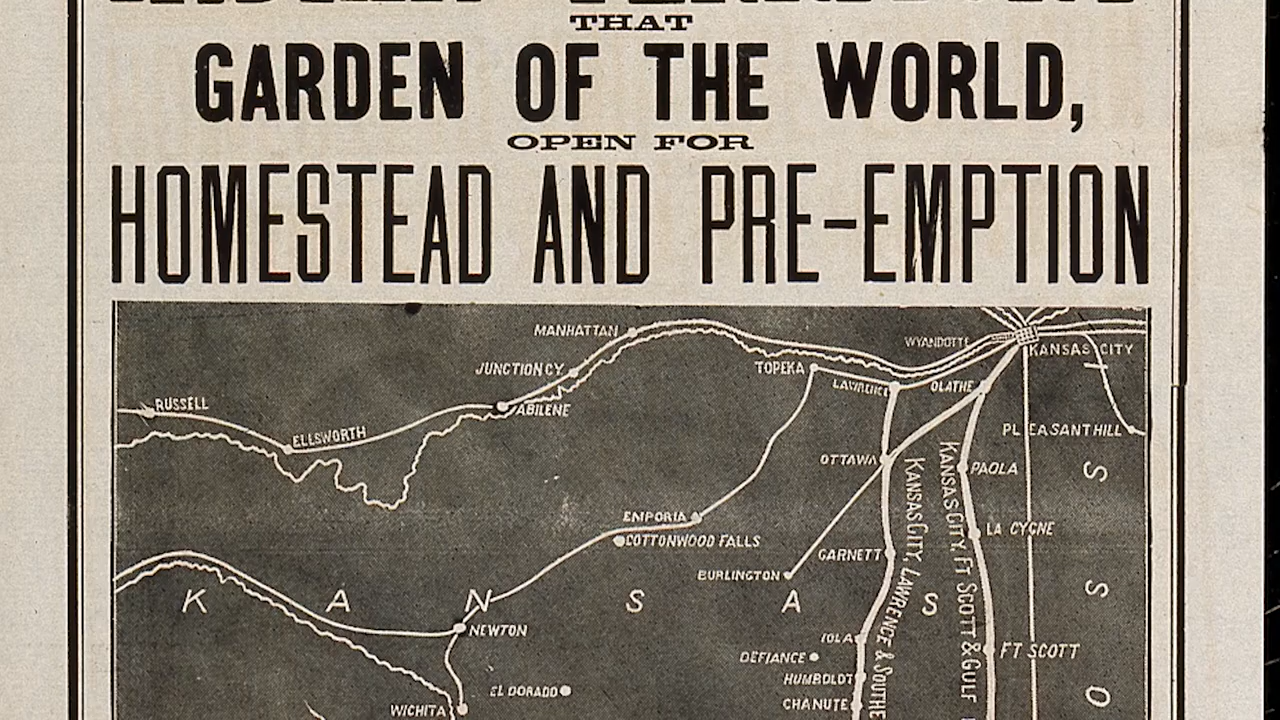 THAT
GARDEN OF THE WORLD,
OPEN FOR
HOMESTEAD AND PRE-EMPTION
MANHATTAN
WYANDOTTE
KANSAS CITY
JUNCTION CY.
TOPEKA
LAWRENCE
OLATHE
RUSSELL
ABILENE
ELLSWORTH
PLEASANT HILL
OTTAWA
PAOLA
EMPORIA
COTTONWOOD FALLS
LA CYGNE
GARNETT
BURLINGTON
KANSAS CITY, LAWRENCE & SOUTHE
KANSAS CITY, FT SCOTT & GULF
K A N S A S
I S S O
NEWTON
IOLA
DEFIANCE
FT SCOTT
HUMBOLDT
EL DORADO
CHANUTE
WICHITA